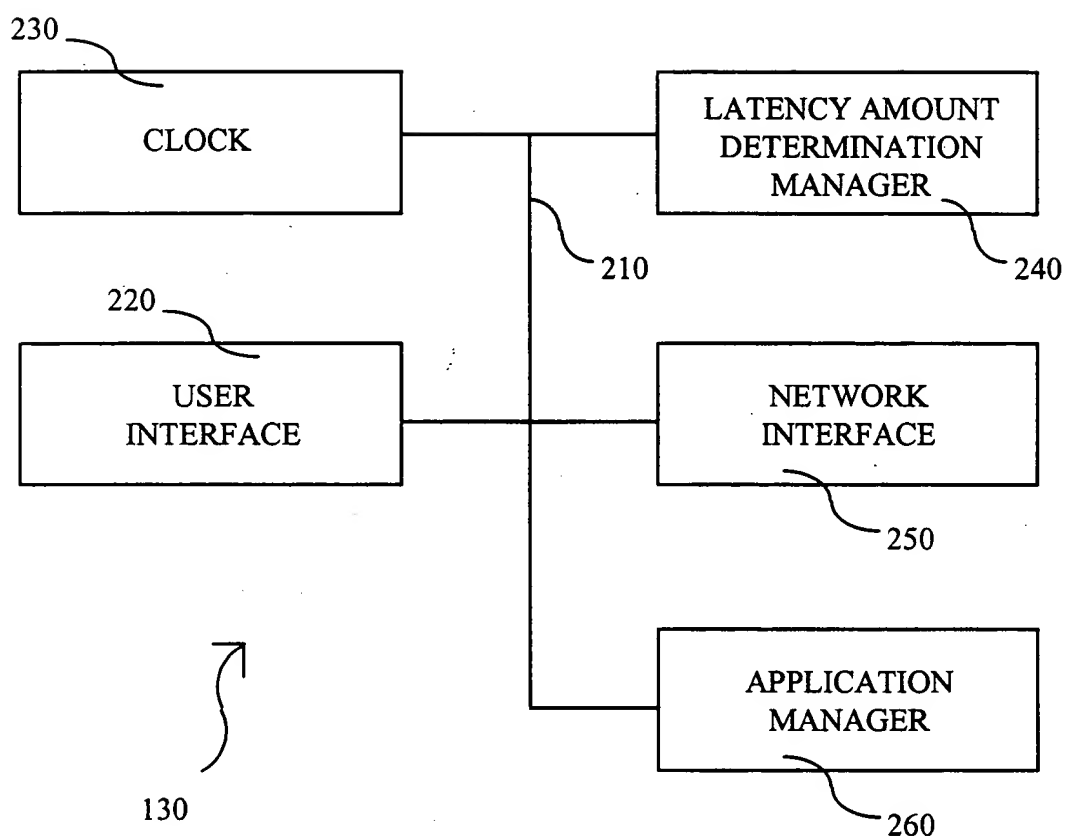 230
CLOCK
LATENCY AMOUNT
DETERMINATION
MANAGER
210
240
220
USER
INTERFACE
NETWORK
INTERFACE
250
APPLICATION
MANAGER
130
260